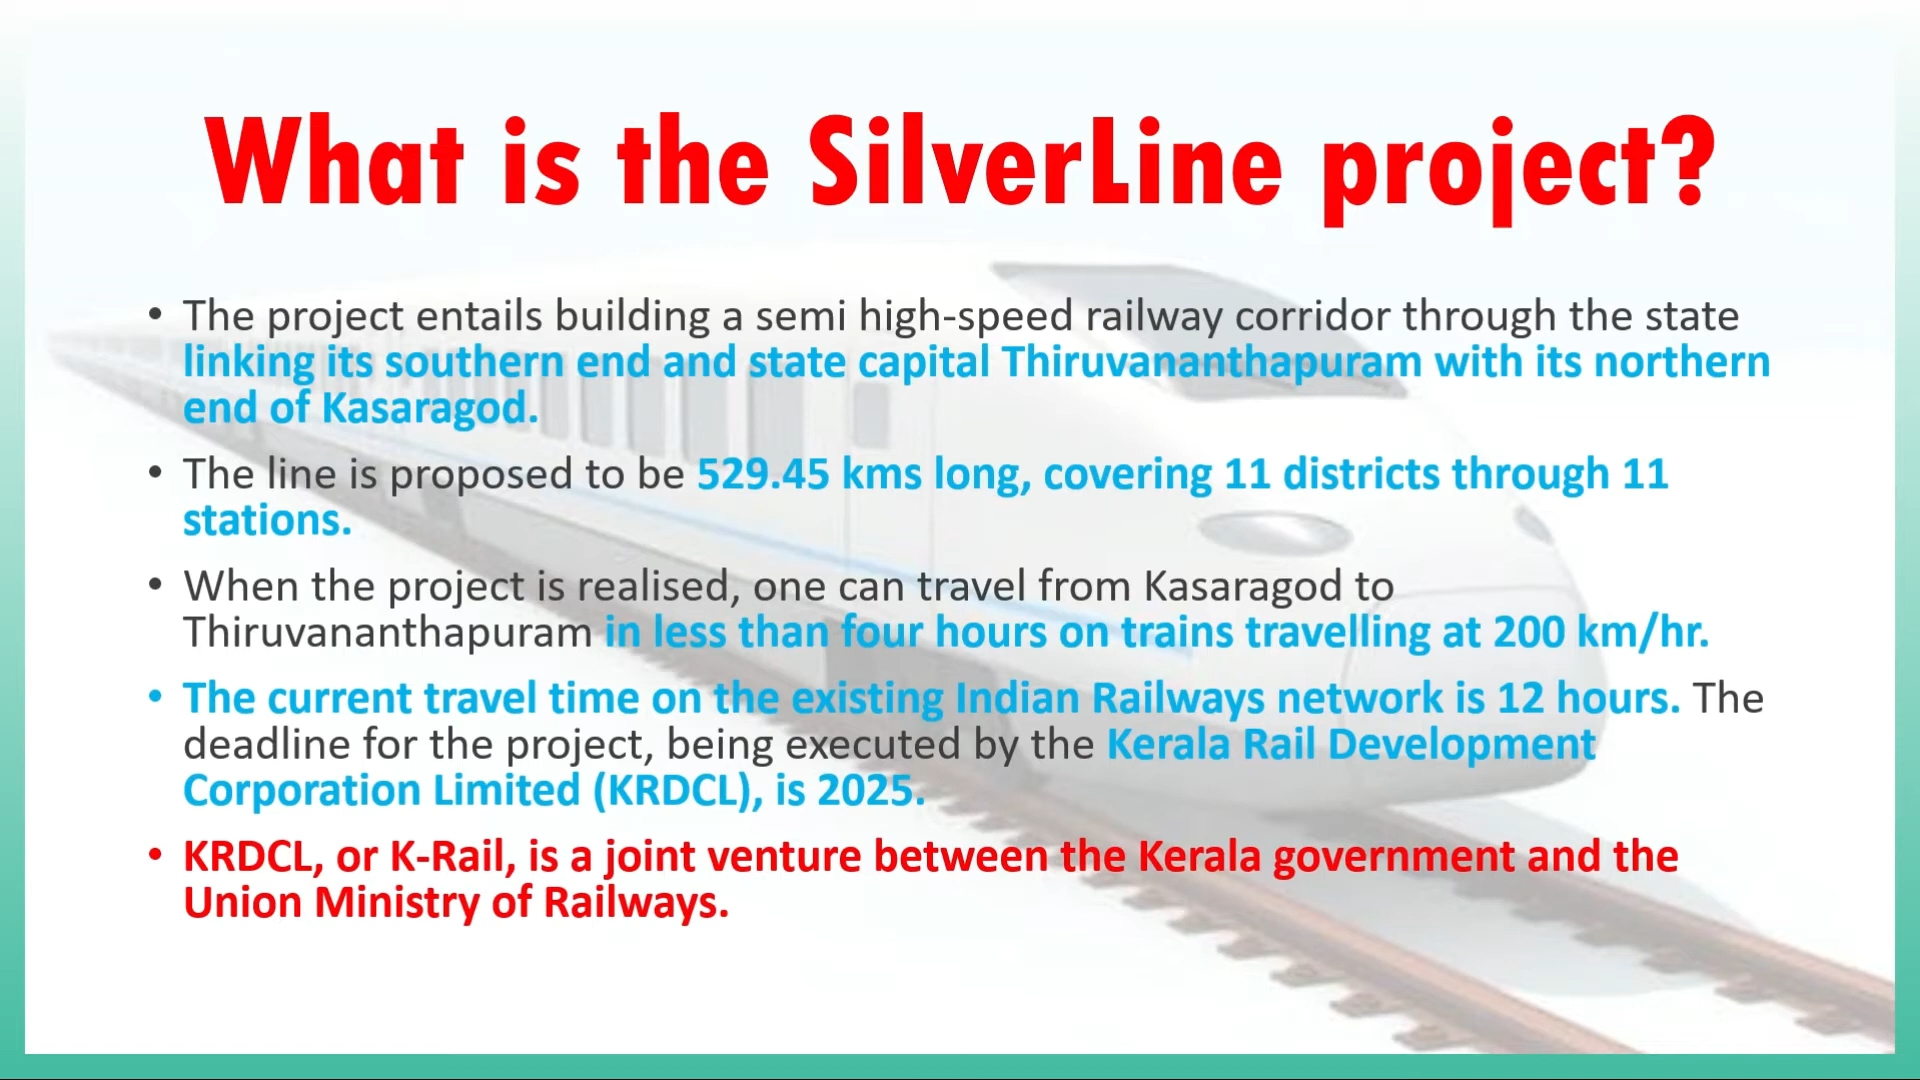 What is the SilverLine project?
• The project entails building a semi high-speed railway corridor through the state
linking its southern end and state capital Thiruvananthapuram with its northern
end of Kasaragod.
• The line is proposed to be 529.45 kms long, covering 11 districts through 11
stations.
• When the project is realised, one can travel from Kasaragod to
Thiruvananthapuram in less than four hours on trains travelling at 200 km/hr.
• The current travel time on the existing Indian Railways network is 12 hours. The
deadline for the project, being executed by the Kerala Rail Development
Corporation Limited (KRDCL), is 2025.
• KRDCL, or K-Rail, is a joint venture between the Kerala government and the
Union Ministry of Railways.